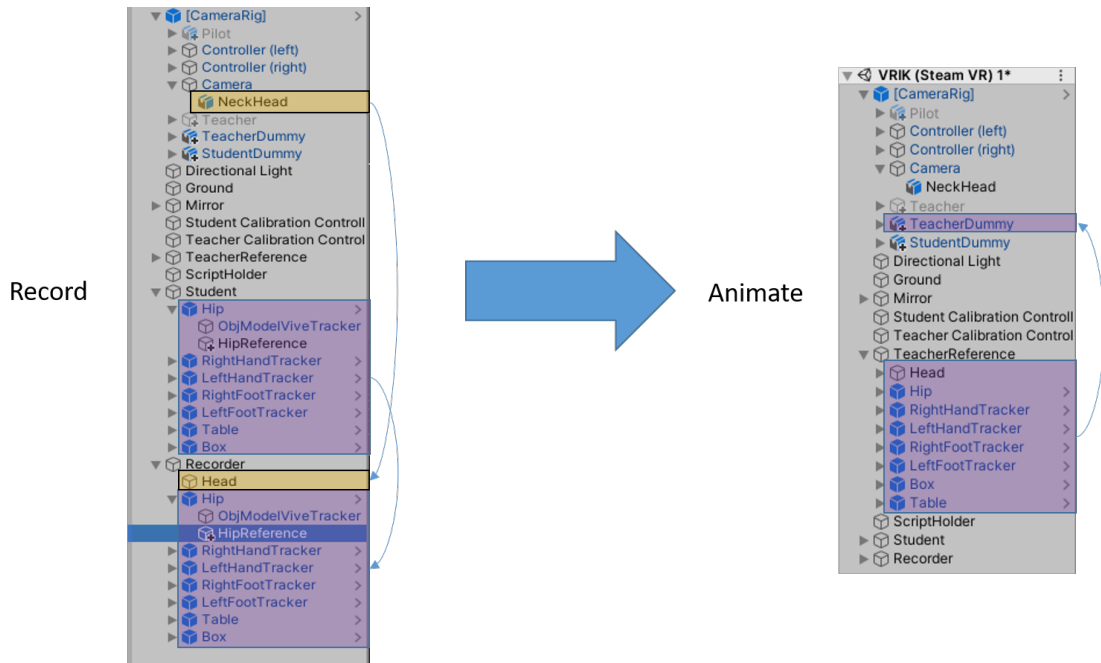 [CameraRig]
Pilot
Controller (left)
Controller (right)
Camera
NeckHead
Teacher
TeacherDummy
StudentDummy
Directional Light
Ground
Mirror
Student Calibration Controll
Teacher Calibration Control
TeacherReference
ScriptHolder
Student
Hip
ObjModelViveTracker
HipReference
RightHandTracker
LeftHandTracker
RightFootTracker
LeftFootTracker
Table
Box
Recorder
Head
Hip
ObjModelViveTracker
HipReference
RightHandTracker
LeftHandTracker
RightFootTracker
LeftFootTracker
Table
Box
Record
Animate
VRIK (Steam VR) 1*
[CameraRig]
Pilot
Controller (left)
Controller (right)
Camera
NeckHead
Teacher
TeacherDummy
StudentDummy
Directional Light
Ground
Mirror
Student Calibration Controll
Teacher Calibration Control
TeacherReference
Head
Hip
RightHandTracker
LeftHandTracker
RightFootTracker
LeftFootTracker
Box
Table
ScriptHolder
Student
Recorder